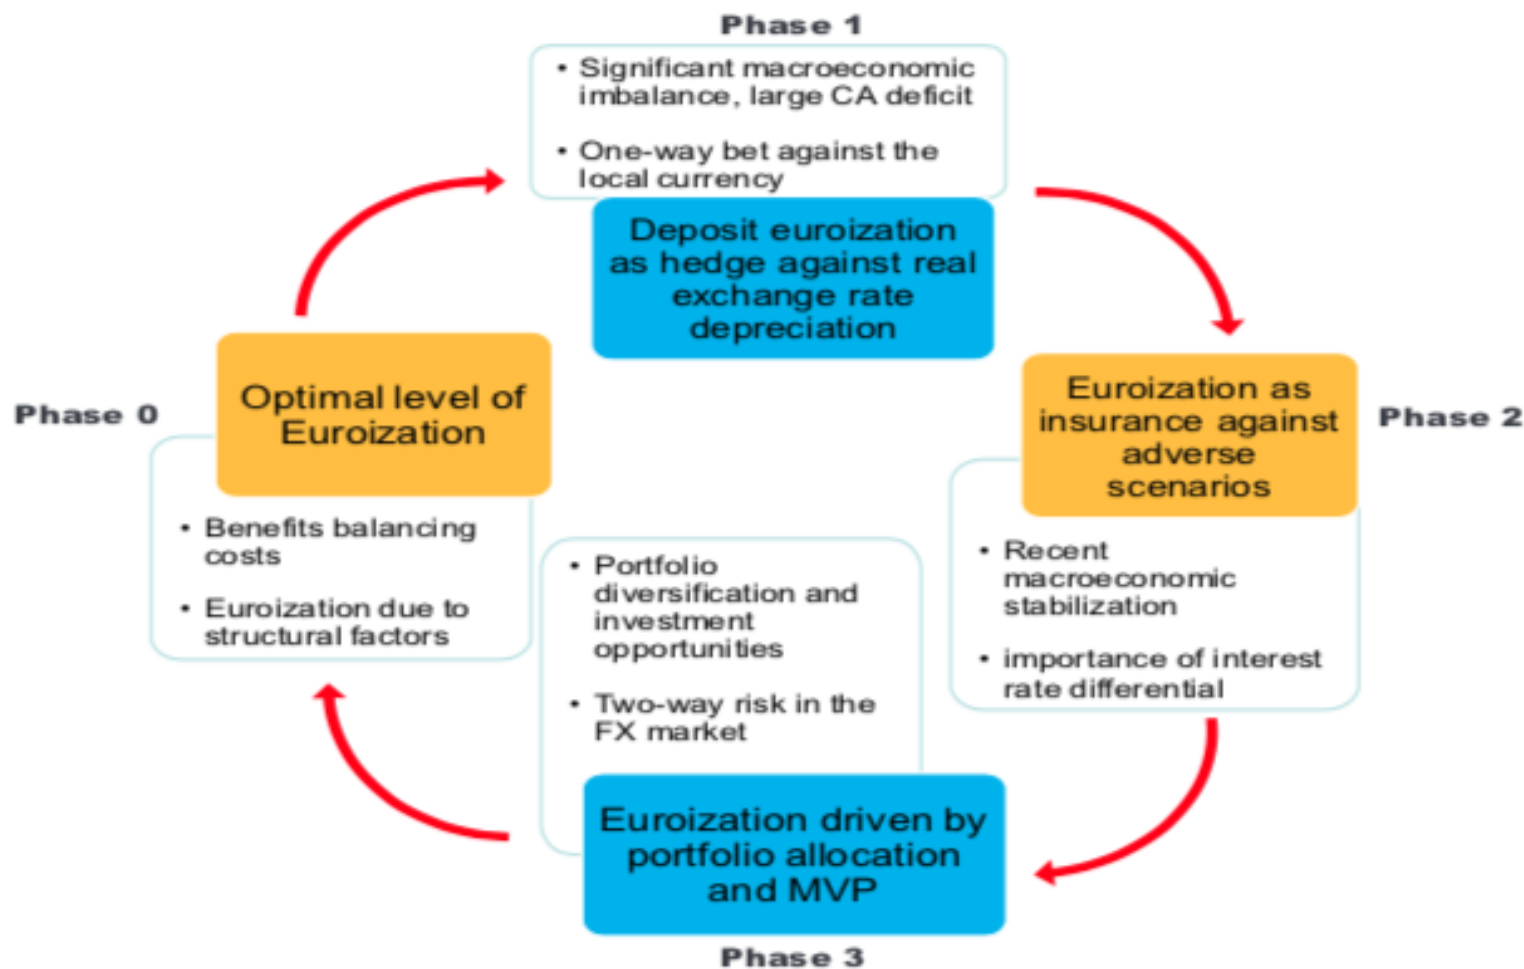 Phase 1
• Significant macroeconomic
imbalance, large CA deficit
• One-way bet against the
local currency
Deposit euroization
as hedge against real
exchange rate
depreciation
Phase 0
Optimal level of
Euroization
• Benefits balancing
costs
• Euroization due to
structural factors
Euroization as
insurance against
adverse
scenarios
Phase 2
• Recent
macroeconomic
stabilization
• importance of interest
rate differential
• Portfolio
diversification and
investment
opportunities
• Two-way risk in the
FX market
Euroization driven by
portfolio allocation
and MVP
Phase 3